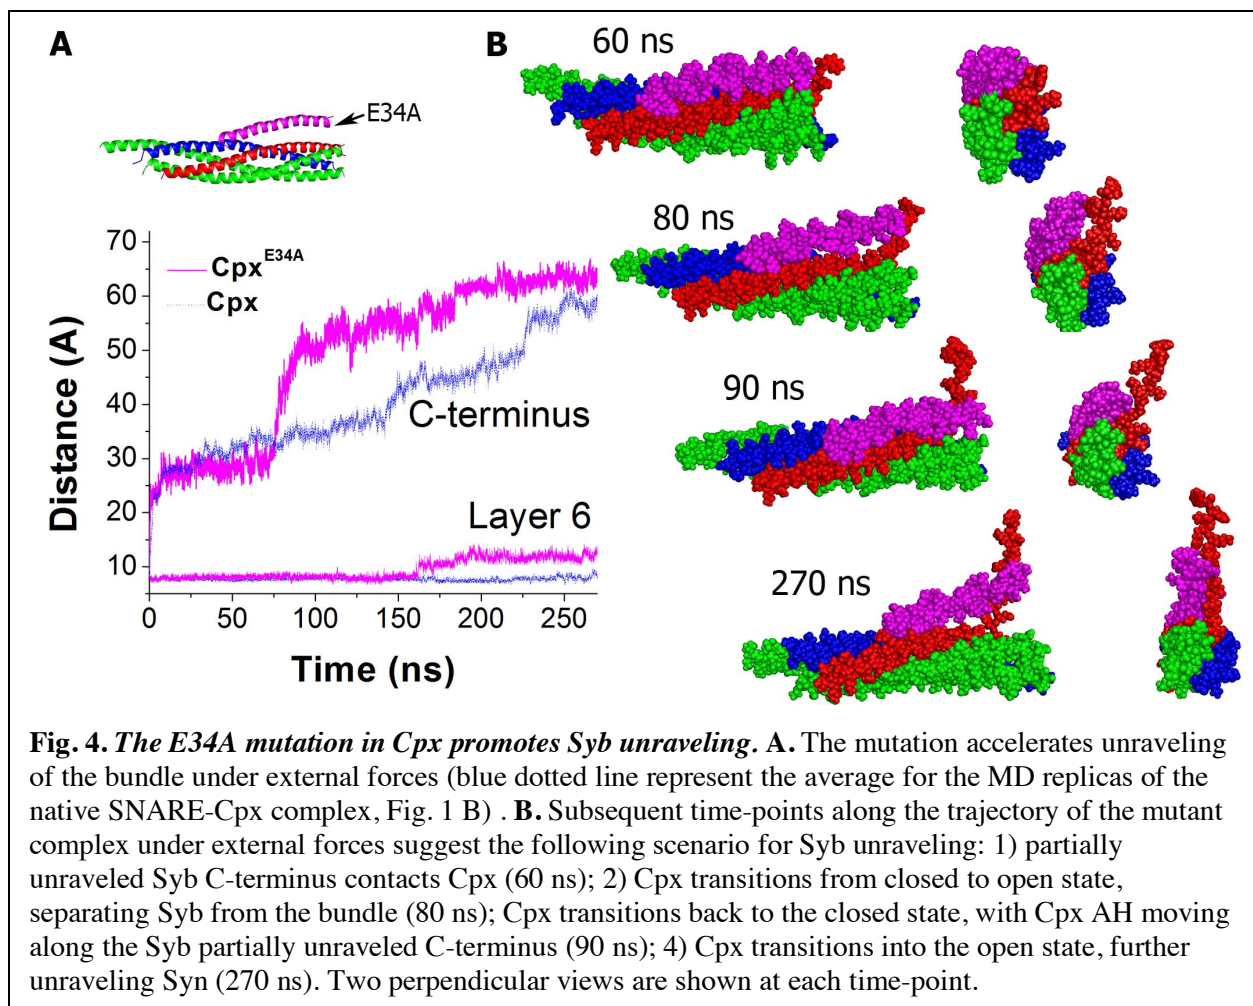 A
E34A
B
60 ns
80 ns
90 ns
270 ns
70
60
50
40
30
20
10
Distance (A)
Cpx^E34A
Cpx
C-terminus
Layer 6
0 50 100 150 200 250
Time (ns)
Fig. 4. The E34A mutation in Cpx promotes Syb unraveling. A. The mutation accelerates unraveling
of the bundle under external forces (blue dotted line represent the average for the MD replicas of the
native SNARE-Cpx complex, Fig. 1 B) . B. Subsequent time-points along the trajectory of the mutant
complex under external forces suggest the following scenario for Syb unraveling: 1) partially
unraveled Syb C-terminus contacts Cpx (60 ns); 2) Cpx transitions from closed to open state,
separating Syb from the bundle (80 ns); Cpx transitions back to the closed state, with Cpx AH moving
along the Syb partially unraveled C-terminus (90 ns); 4) Cpx transitions into the open state, further
unraveling Syn (270 ns). Two perpendicular views are shown at each time-point.